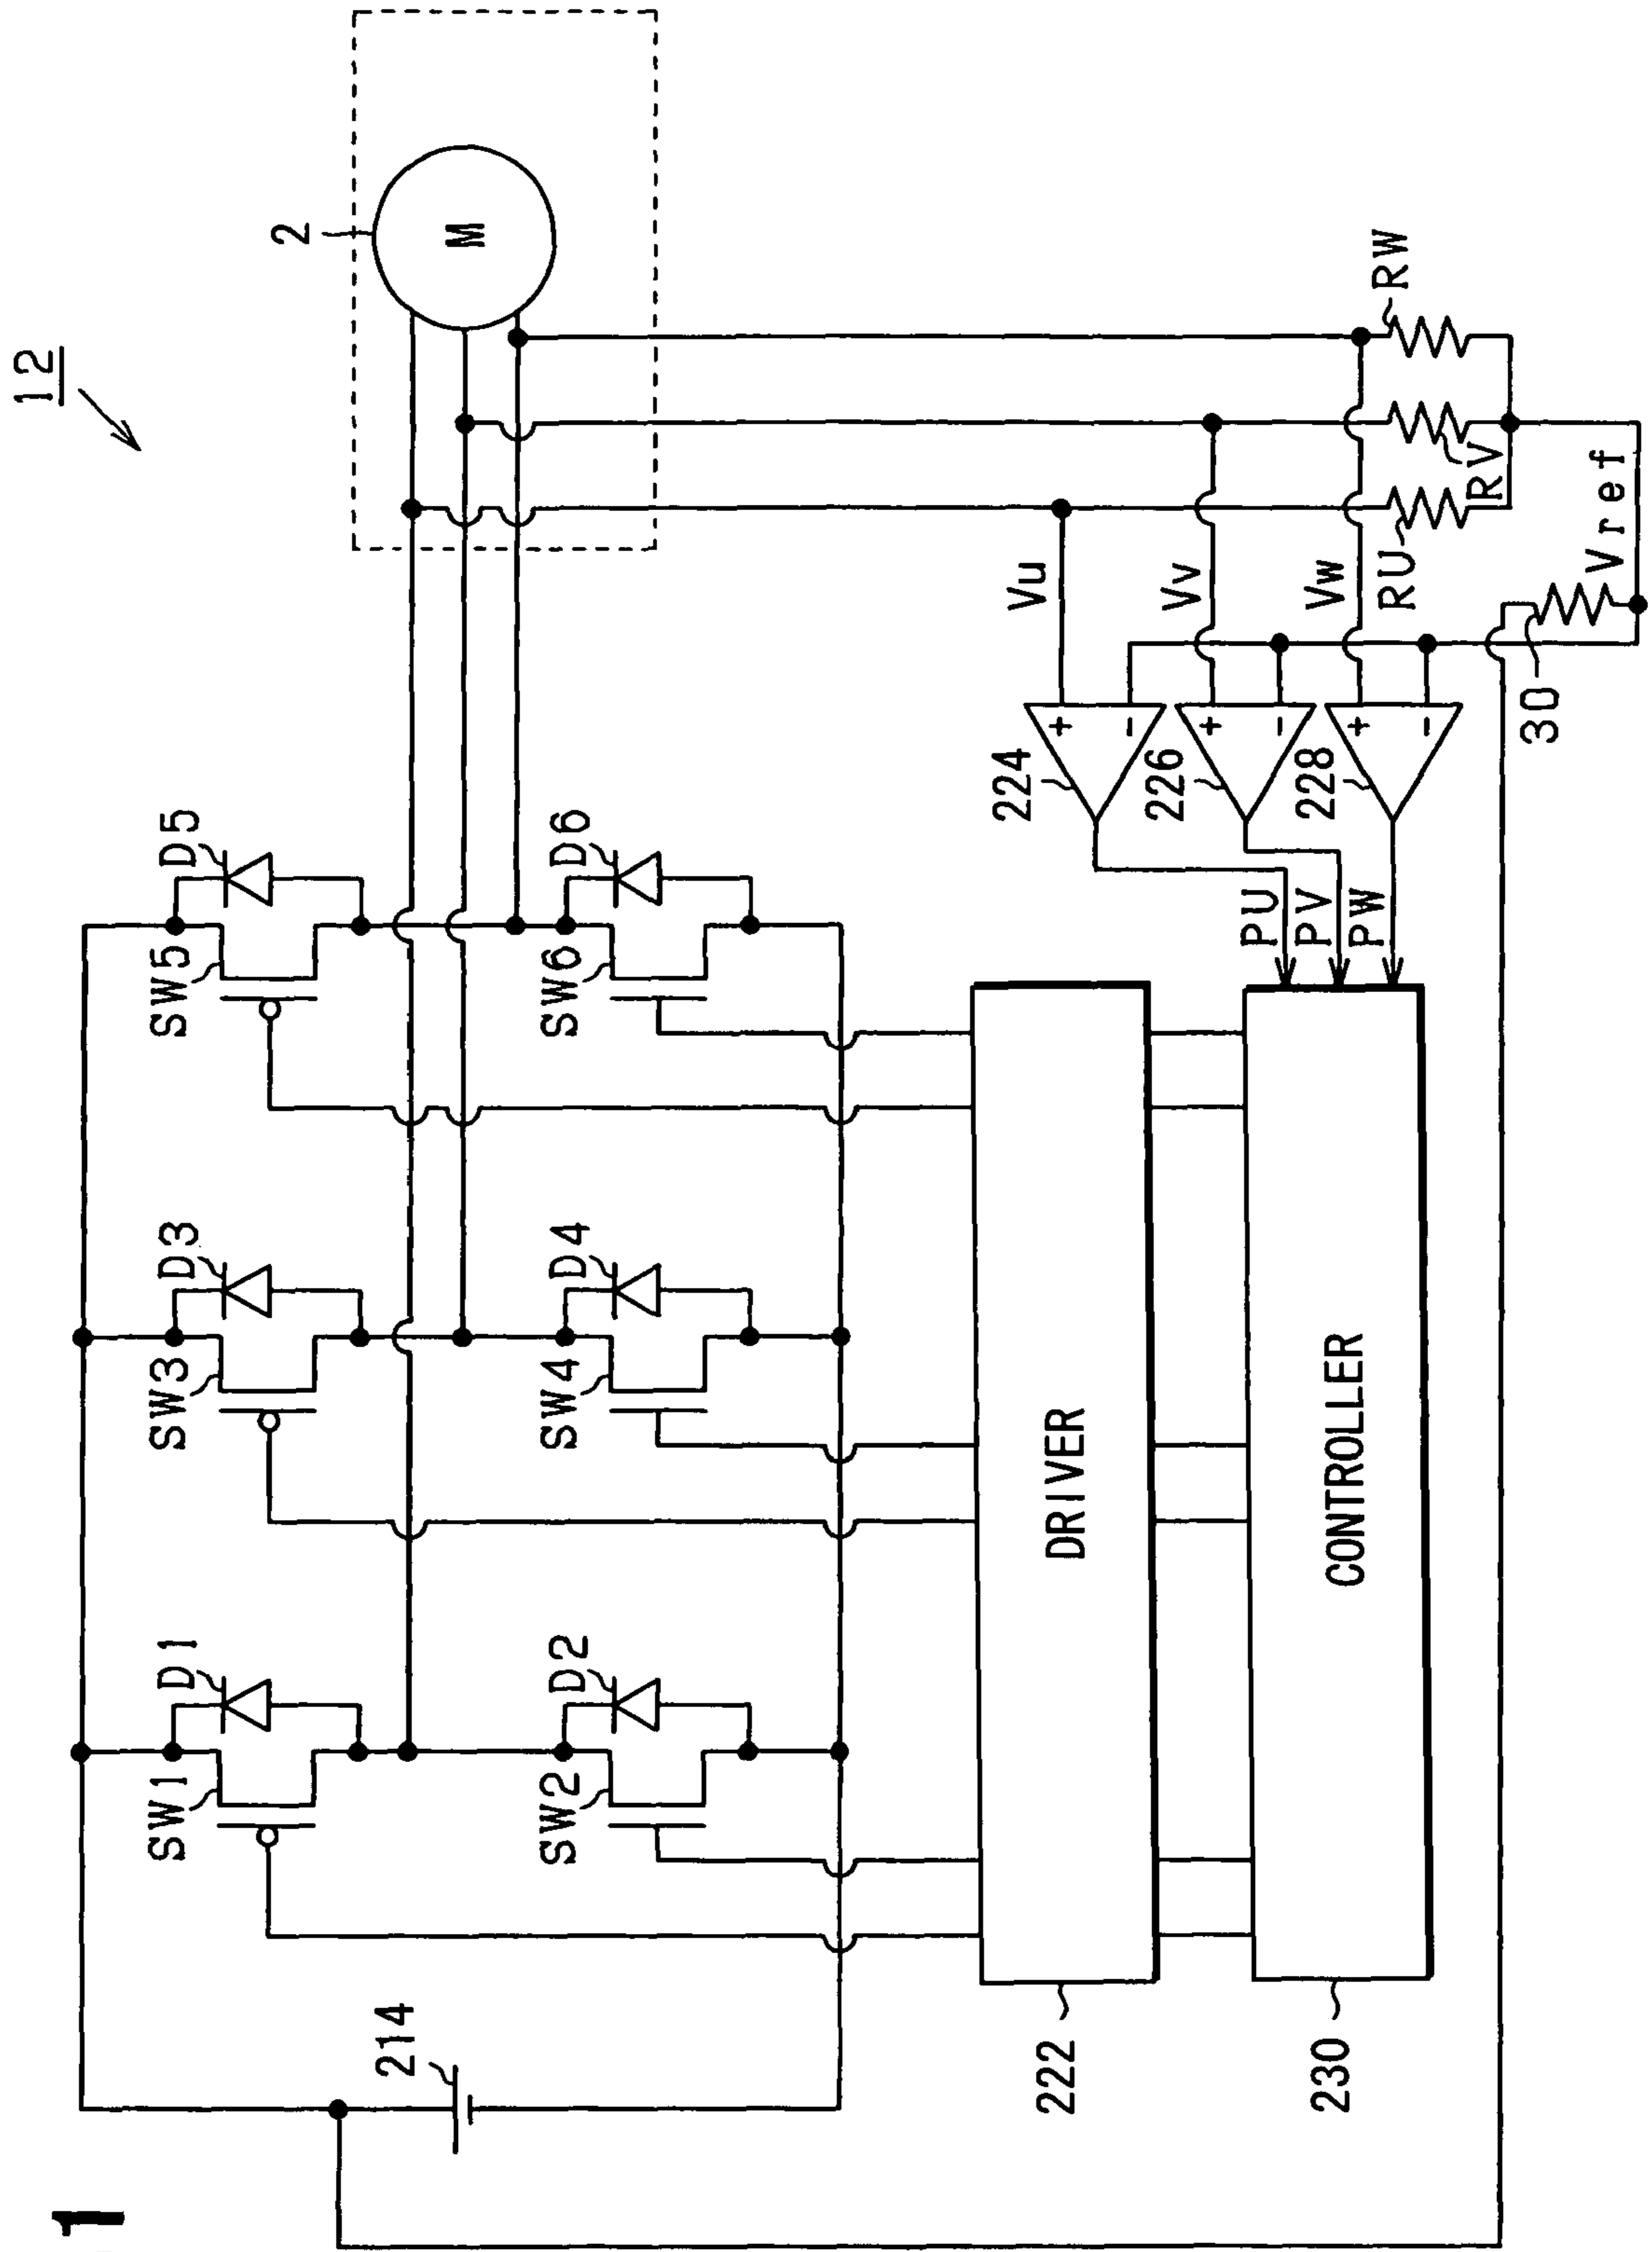 1
12
2
M
SW1
D1
SW3
D3
SW5
D5
SW2
D2
SW4
D4
SW6
D6
214
222
DRIVER
230
CONTROLLER
PU
PV
PW
224
+
-
226
+
-
228
+
-
Vu
Vv
Vw
RU
RV
RW
30
Vref